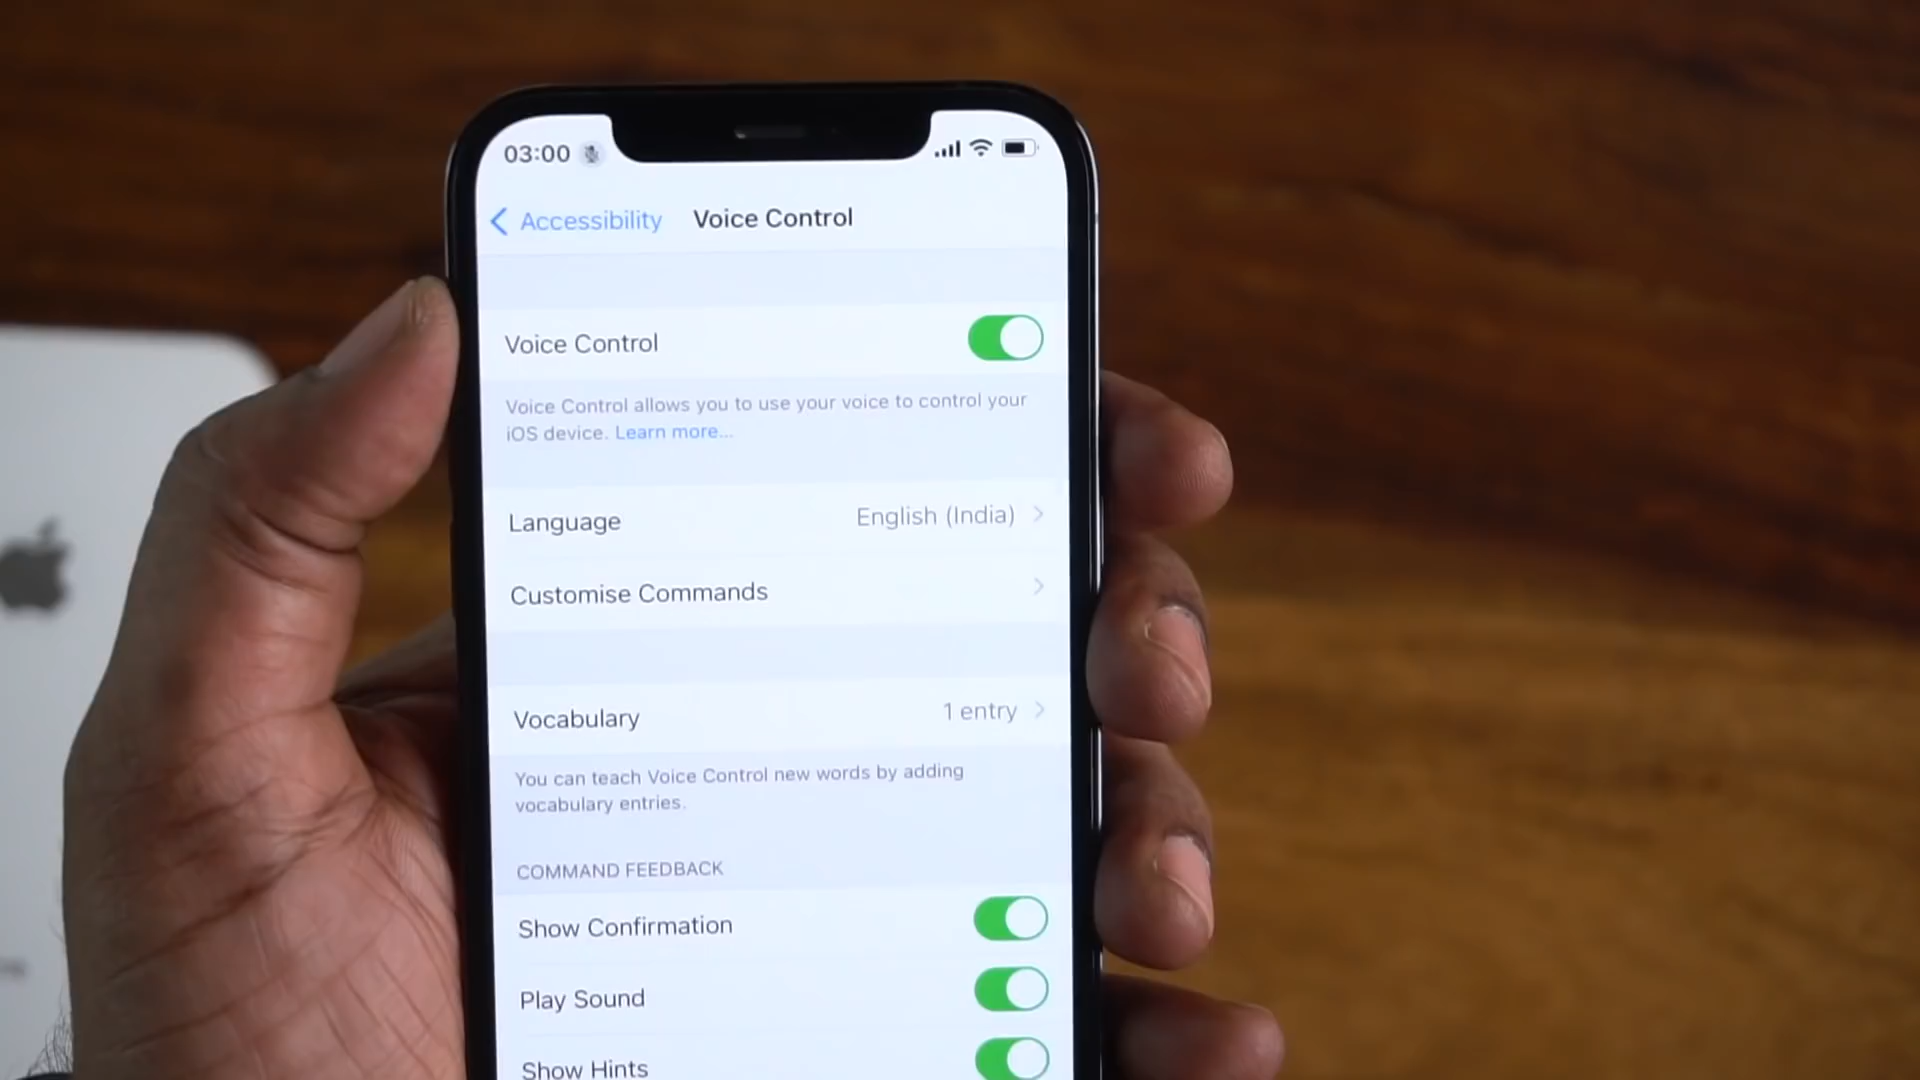 03:00
Accessibility Voice Control
Voice Control
Voice Control allows you to use your voice to control your
iOS device. Learn more...
Language English (India)
Customise Commands
Vocabulary 1 entry
You can teach Voice Control new words by adding
vocabulary entries.
COMMAND FEEDBACK
Show Confirmation
Play Sound
Show Hints